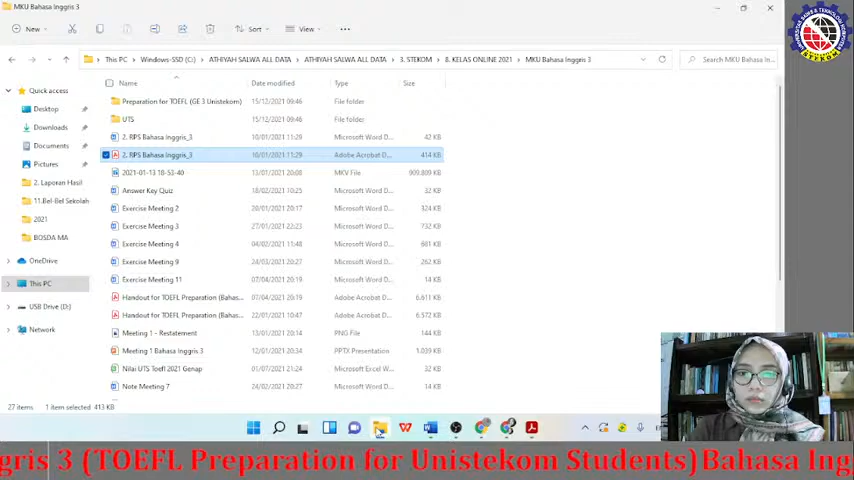 MKU Bahasa Inggris 3
New
Sort
View
This PC > Windows-SSD (C:) > ATHIYAH SALWA ALL DATA > ATHIYAH SALWA ALL DATA > 3. STEKOM > 8. KELAS ONLINE 2021 > MKU Bahasa Inggris 3
Search MKU Bahasa In...
Name Date modified Type Size
Quick access
Desktop
Downloads
Documents
Pictures
2. Laporan Hasil
11.Bel-Bel Sekolah
2021
BOSDA MA
OneDrive
This PC
USB Drive (D:)
Network
Preparation for TOEFL (GE 3 Unistekom) 15/12/2021 09:46 File folder
UTS 15/12/2021 09:46 File folder
2. RPS Bahasa Inggris_3 10/01/2021 11:29 Microsoft Word D... 42 KB
2. RPS Bahasa Inggris_3 10/01/2021 11:29 Adobe Acrobat D... 414 KB
2021-01-13 18-53-40 13/01/2021 20:08 MKV File 909.809 KB
Answer Key Quiz 18/02/2021 10:25 Microsoft Word D... 32 KB
Exercise Meeting 2 20/01/2021 20:17 Microsoft Word D... 324 KB
Exercise Meeting 3 27/01/2021 22:23 Microsoft Word D... 732 KB
Exercise Meeting 4 04/02/2021 11:48 Microsoft Word D... 681 KB
Exercise Meeting 9 24/03/2021 20:27 Microsoft Word D... 262 KB
Exercise Meeting 11 07/04/2021 20:19 Microsoft Word D... 14 KB
Handout for TOEFL Preparation (Bahas... 07/04/2021 20:19 Adobe Acrobat D... 6.611 KB
Handout for TOEFL Preparation (Bahas... 22/01/2021 10:47 Adobe Acrobat D... 6.572 KB
Meeting 1 - Restatement 13/01/2021 20:14 PNG File 144 KB
Meeting 1 Bahasa Inggris 3 12/01/2021 20:34 PPTX Presentation 1.039 KB
Nilai UTS Toefl 2021 Genap 01/07/2021 21:24 Microsoft Excel W... 32 KB
Note Meeting 7 24/02/2021 20:27 Microsoft Word D... 14 KB
27 items 1 item selected 413 KB
STEKOM
ggris 3 (TOEFL Preparation for Unistekom Students) Bahasa Ing